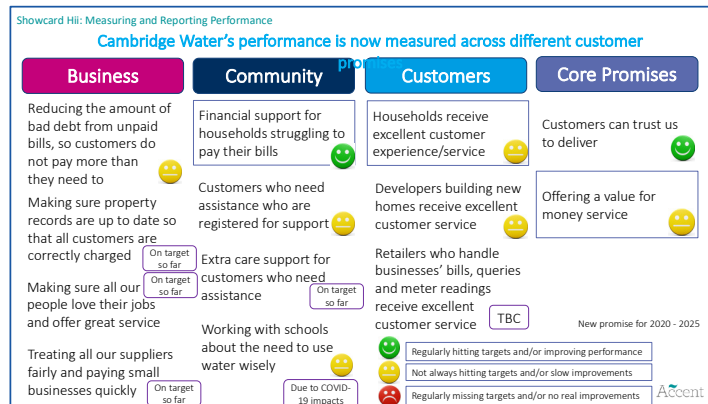 Showcard Hii: Measuring and Reporting Performance
Cambridge Water's performance is now measured across different customer
promises
Business
Reducing the amount of
bad debt from unpaid
bills, so customers do
not pay more than
they need to
Making sure property
records are up to date so
that all customers are
correctly charged
On target
so far
Making sure all our
people love their jobs
and offer great service
On target
so far
Treating all our suppliers
fairly and paying small
businesses quickly
On target
so far
Community
Financial support for
households struggling to
pay their bills
Customers who need
assistance who are
registered for support
Extra care support for
customers who need
assistance
On target
so far
Working with schools
about the need to use
water wisely
Due to COVID-
19 impacts
Customers
Households receive
excellent customer
experience/service
Developers building new
homes receive excellent
customer service
Retailers who handle
businesses' bills, queries
and meter readings
receive excellent
customer service
TBC
Core Promises
Customers can trust us
to deliver
Offering a value for
money service
New promise for 2020 - 2025
Regularly hitting targets and/or improving performance
Not always hitting targets and/or slow improvements
Regularly missing targets and/or no real improvements
Accent